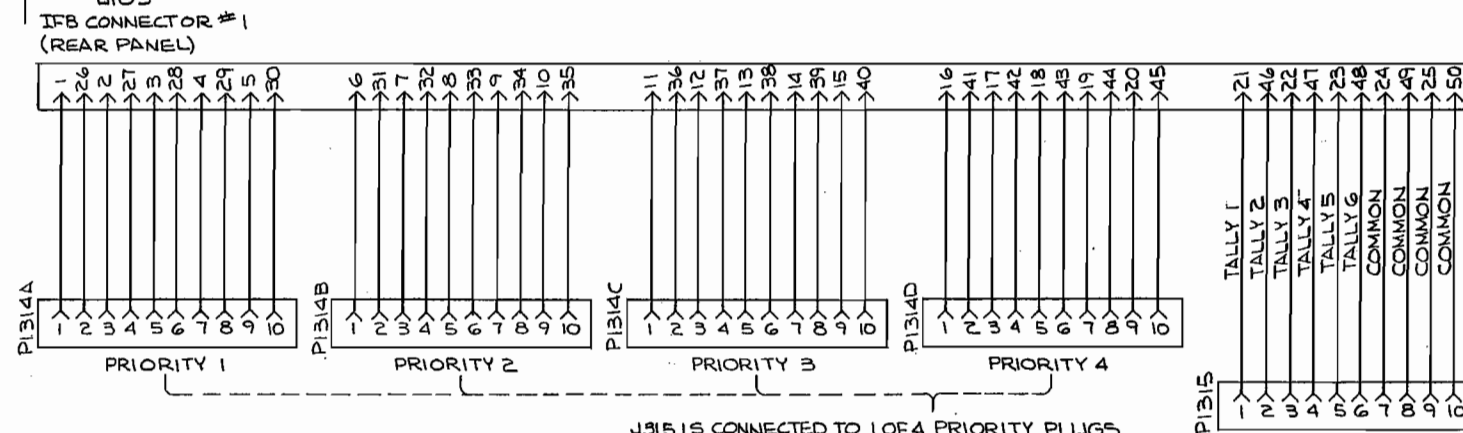 IFB CONNECTOR #1
(REAR PANEL)
1 26 2 27 3 28 4 29 5 30 6 31 7 32 8 33 9 34 10 35 11 36 12 37 13 38 14 39 15 40 16 41 17 42 18 43 19 44 20 45 21 46 22 47 23 48 24 49 25 50
TALLY 1
TALLY 2
TALLY 3
TALLY 4
TALLY 5
TALLY 6
COMMON
COMMON
COMMON
COMMON
P1314A
1 2 3 4 5 6 7 8 9 10
PRIORITY 1
P1314B
1 2 3 4 5 6 7 8 9 10
PRIORITY 2
P1314C
1 2 3 4 5 6 7 8 9 10
PRIORITY 3
P1314D
1 2 3 4 5 6 7 8 9 10
PRIORITY 4
P1315
1 2 3 4 5 6 7 8 9 10
IS CONNECTED TO 1 OF 4 PRIORITY PLUGS